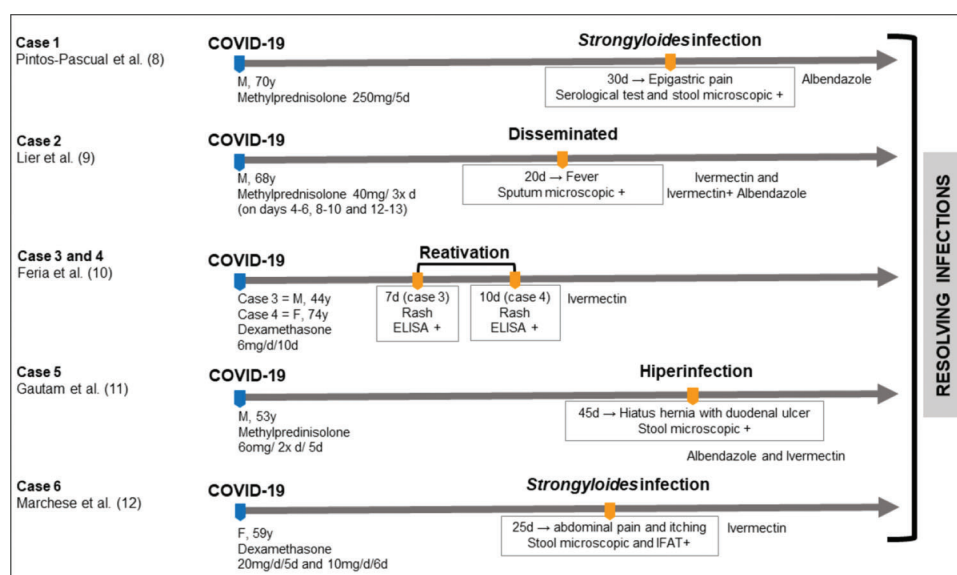 Case 1
Pintos-Pascual et al. (8)
COVID-19
M, 70y
Methylprednisolone 250mg/5d
Strongyloides infection
30d → Epigastric pain
Serological test and stool microscopic +
Albendazole
Case 2
Lier et al. (9)
COVID-19
M, 68y
Methylprednisolone 40mg/ 3x d
(on days 4-6, 8-10 and 12-13)
Disseminated
20d → Fever
Sputum microscopic +
Ivermectin and
Ivermectin+ Albendazole
Case 3 and 4
Feria et al. (10)
COVID-19
Case 3 = M, 44y
Case 4 = F, 74y
Dexamethasone
6mg/d/10d
Reativation
7d (case 3)
Rash
ELISA +
10d (case 4)
Rash
ELISA +
Ivermectin
Case 5
Gautam et al. (11)
COVID-19
M, 53y
Methylpredinisolone
6omg/ 2x d/ 5d
Hiperinfection
45d → Hiatus hernia with duodenal ulcer
Stool microscopic +
Albendazole and Ivermectin
Case 6
Marchese et al. (12)
COVID-19
F, 59y
Dexamethasone
20mg/d/5d and 10mg/d/6d
Strongyloides infection
25d → abdominal pain and itching
Stool microscopic and IFAT+
Ivermectin
RESOLVING INFECTIONS